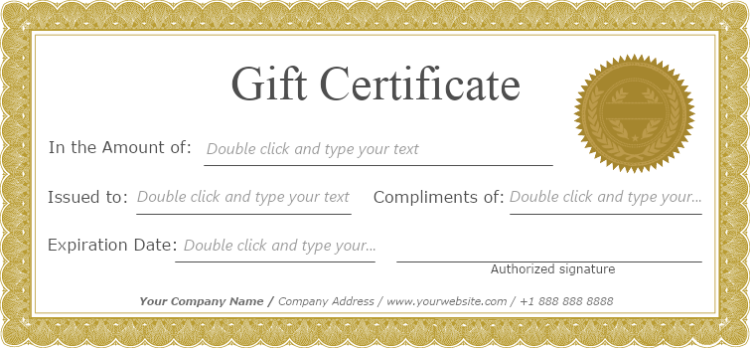 Gift Certificate
In the Amount of: Double click and type your text
Issued to: Double click and type your text Compliments of: Double click and type your...
Expiration Date: Double click and type your...
Authorized signature
Your Company Name / Company Address / www.yourwebsite.com / +1 888 888 8888